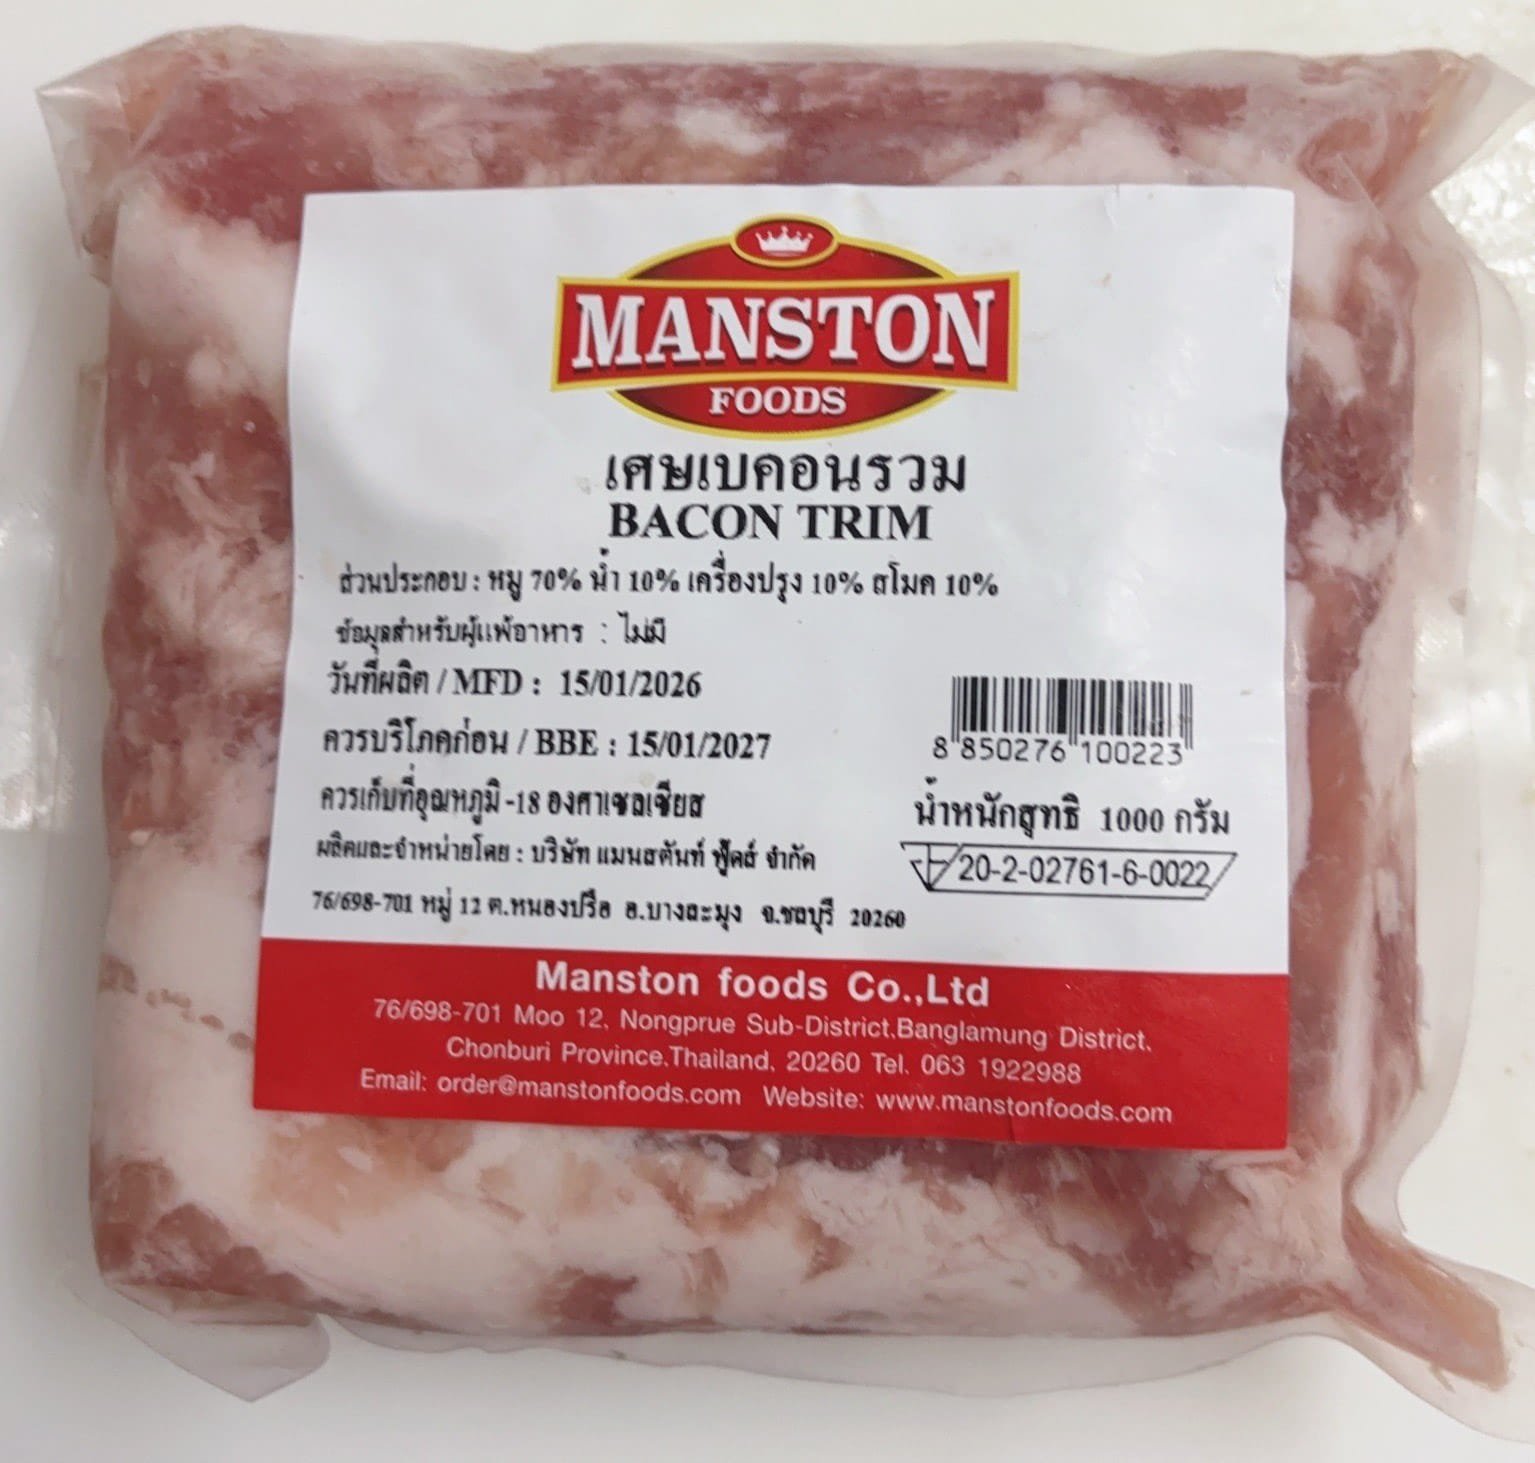 MANSTON
FOODS
เศษเบคอนรวม
BACON TRIM
ส่วนประกอบ : หมู 70% น้ำ 10% เครื่องปรุง 10% สโมค 10%
ข้อมูลสำหรับผู้แพ้อาหาร : ไม่มี
วันที่ผลิต / MFD : 15/01/2026
ควรบริโภคก่อน / BBE : 15/01/2027
8 850276 100223
ควรเก็บที่อุณหภูมิ -18 องศาเซลเซียส
น้ำหนักสุทธิ 1000 กรัม
ผลิตและจำหน่ายโดย : บริษัท แมนสตันท์ ฟู๊ดส์ จำกัด
20-2-02761-6-0022
76/698-701 หมู่ 12 ต.หนองปรือ อ.บางละมุง จ.ชลบุรี 20260
Manston foods Co.,Ltd
76/698-701 Moo 12, Nongprue Sub-District.Banglamung District.
Chonburi Province.Thailand, 20260 Tel. 063 1922988
Email: order@manstonfoods.com Website: www.manstonfoods.com